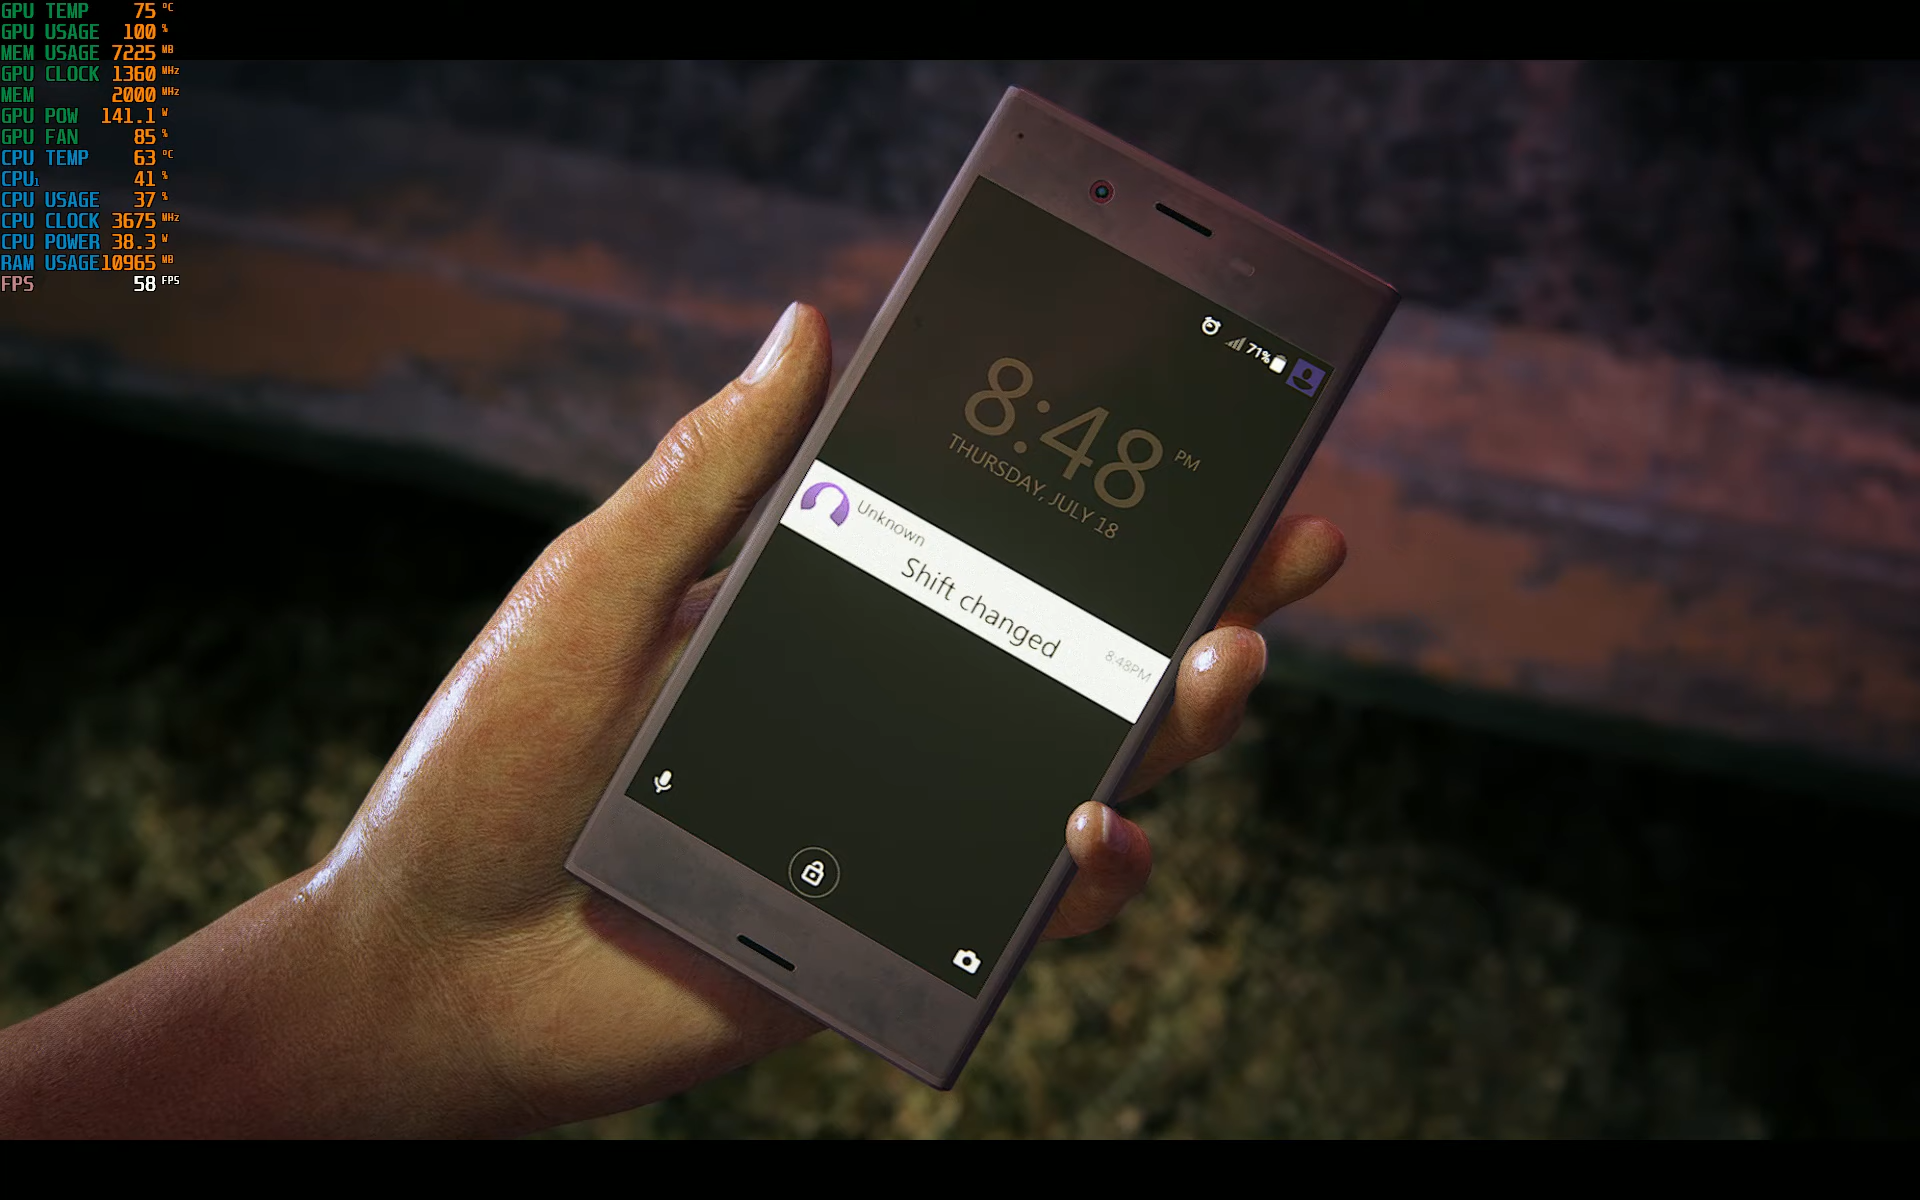 GPU TEMP 75 °C
GPU USAGE 100 %
MEM USAGE 7225 MB
GPU CLOCK 1360 MHz
MEM 2000 MHz
GPU POW 141.1 W
GPU FAN 85 %
CPU TEMP 63 °C
CPU1 41 %
CPU USAGE 37 %
CPU CLOCK 3675 MHz
CPU POWER 38.3 W
RAM USAGE 10965 MB
FPS 58 FPS
71%
8:48 PM
THURSDAY, JULY 18
Unknown
Shift changed
8:48PM